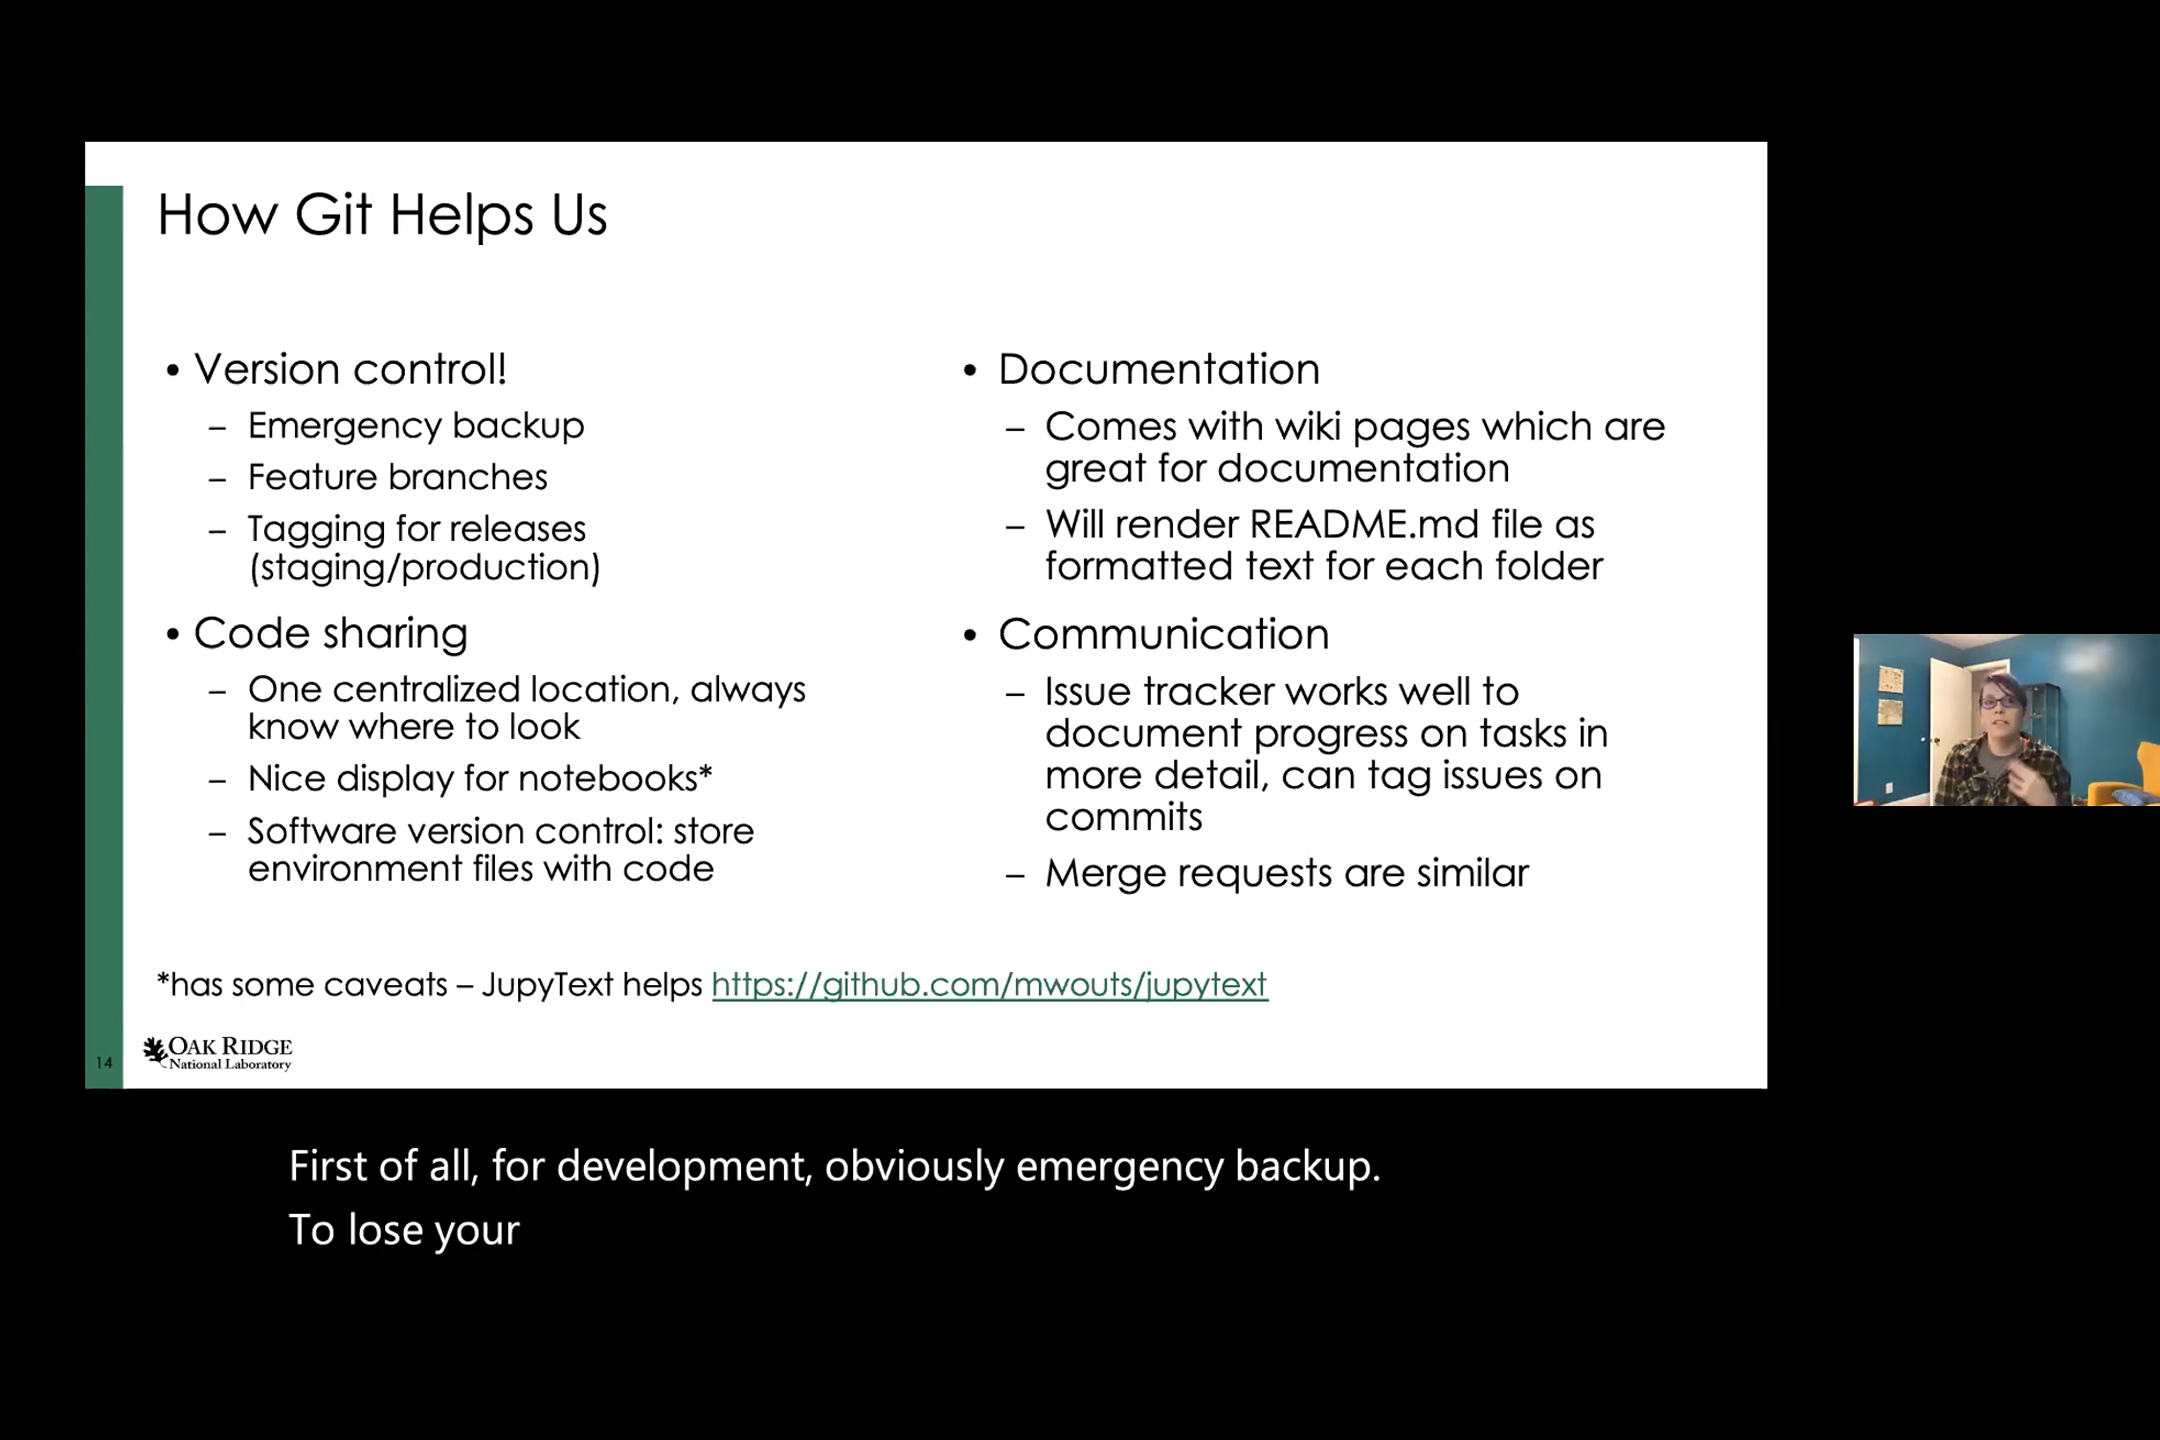 How Git Helps Us
• Version control!
– Emergency backup
– Feature branches
– Tagging for releases
(staging/production)
• Code sharing
– One centralized location, always
know where to look
– Nice display for notebooks*
– Software version control: store
environment files with code
• Documentation
– Comes with wiki pages which are
great for documentation
– Will render README.md file as
formatted text for each folder
• Communication
– Issue tracker works well to
document progress on tasks in
more detail, can tag issues on
commits
– Merge requests are similar
*has some caveats – JupyText helps https://github.com/mwouts/jupytext
14
OAK RIDGE
National Laboratory
First of all, for development, obviously emergency backup.
To lose your